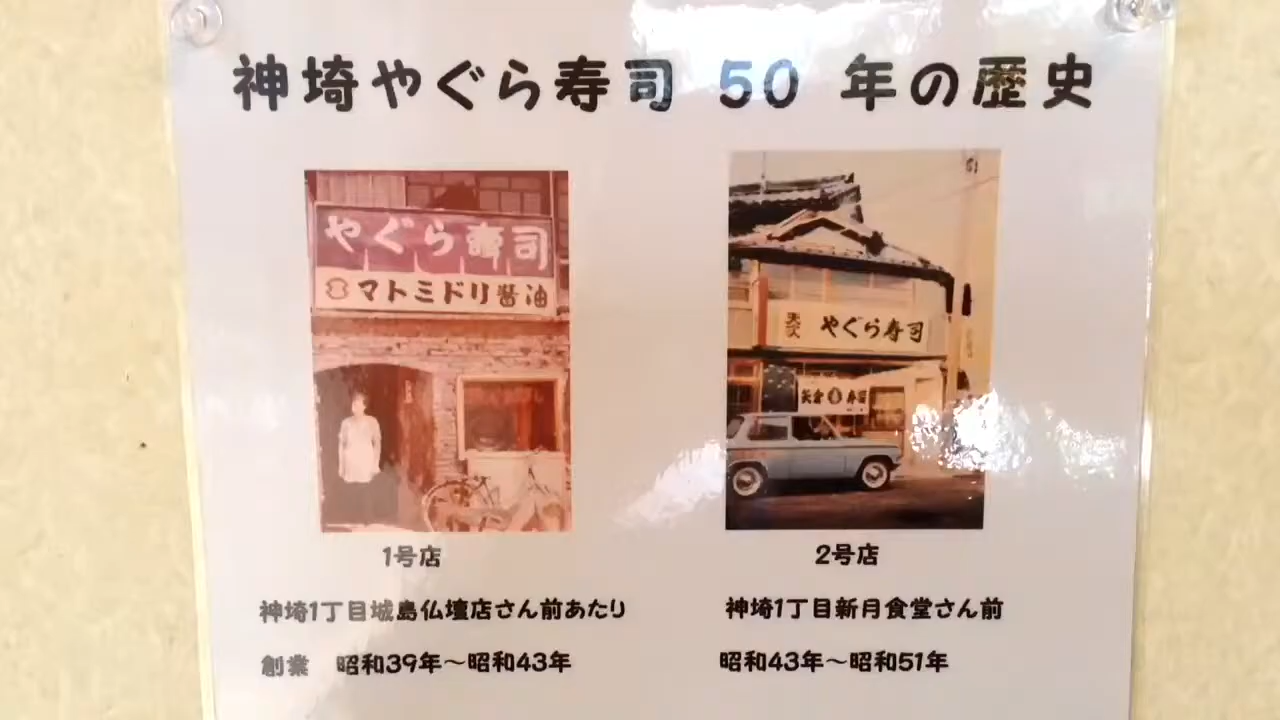 神埼やぐら寿司 50 年の歴史
やぐら寿司
マトミドリ醤油
やぐら寿司
矢倉 寿司
1号店
2号店
神埼1丁目城島仏壇店さん前あたり
神埼1丁目新月食堂さん前
創業 昭和39年～昭和43年
昭和43年～昭和51年